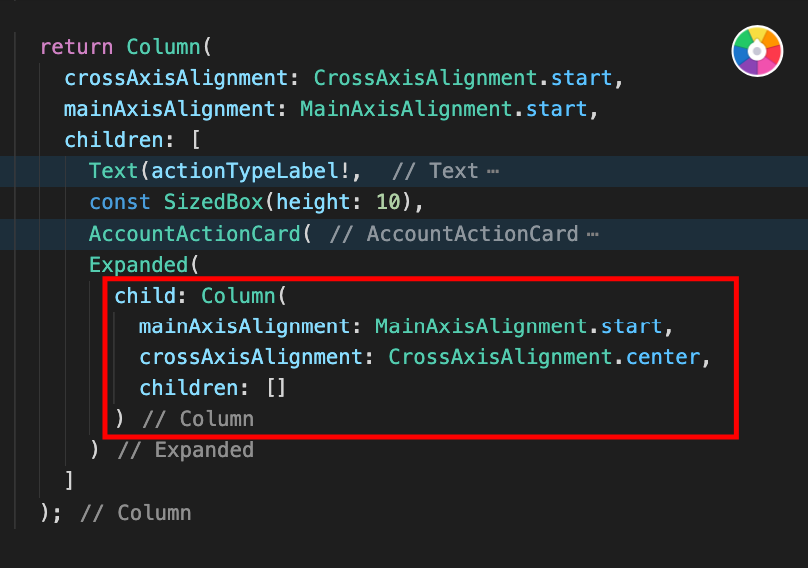 return Column(
crossAxisAlignment: CrossAxisAlignment.start,
mainAxisAlignment: MainAxisAlignment.start,
children: [
Text(actionTypeLabel!, // Text ⋯
const SizedBox(height: 10),
AccountActionCard( // AccountActionCard ⋯
Expanded(
child: Column(
mainAxisAlignment: MainAxisAlignment.start,
crossAxisAlignment: CrossAxisAlignment.center,
children: []
) // Column
) // Expanded
]
); // Column